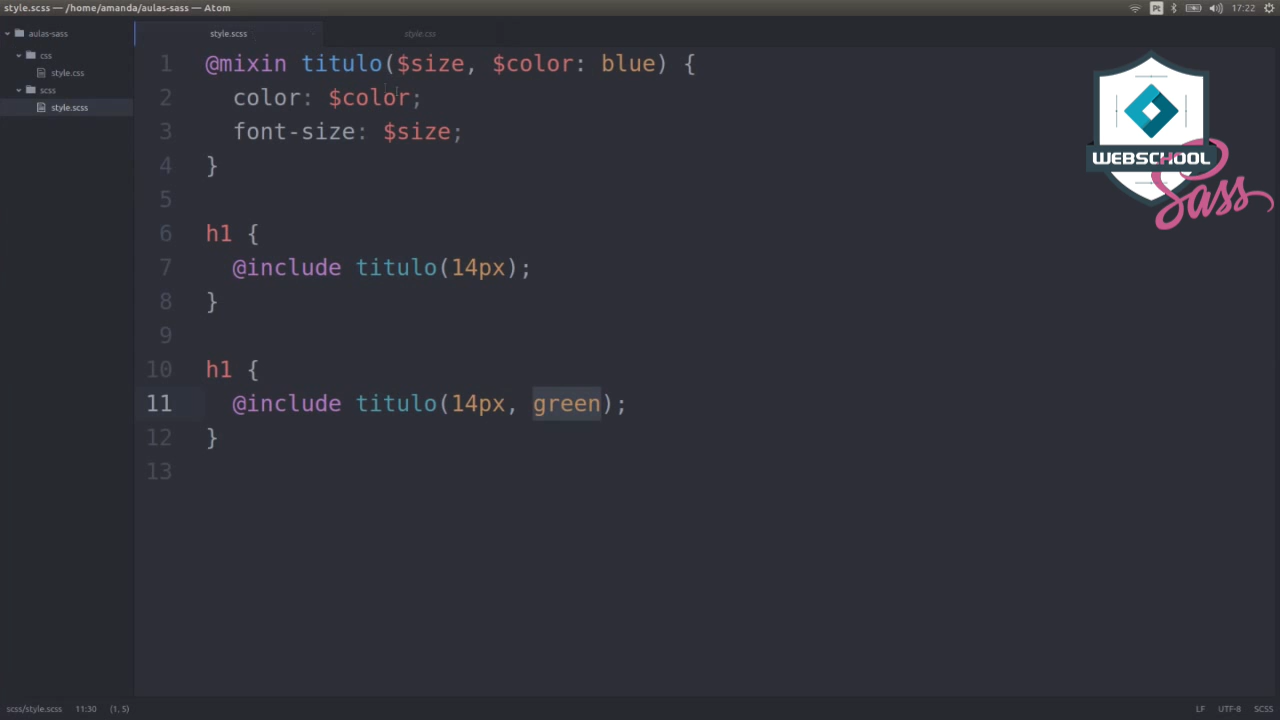 style.scss — /home/amanda/aulas-sass — Atom
Pt
17:22
aulas-sass
css
style.css
scss
style.scss
style.scss
style.css
1 @mixin titulo($size, $color: blue) {
2 color: $color;
3 font-size: $size;
4 }
5
6 h1 {
7 @include titulo(14px);
8 }
9
10 h1 {
11 @include titulo(14px, green);
12 }
13
WEBSCHOOL
Sass
scss/style.scss 11:30 (1, 5)
LF UTF-8 SCSS